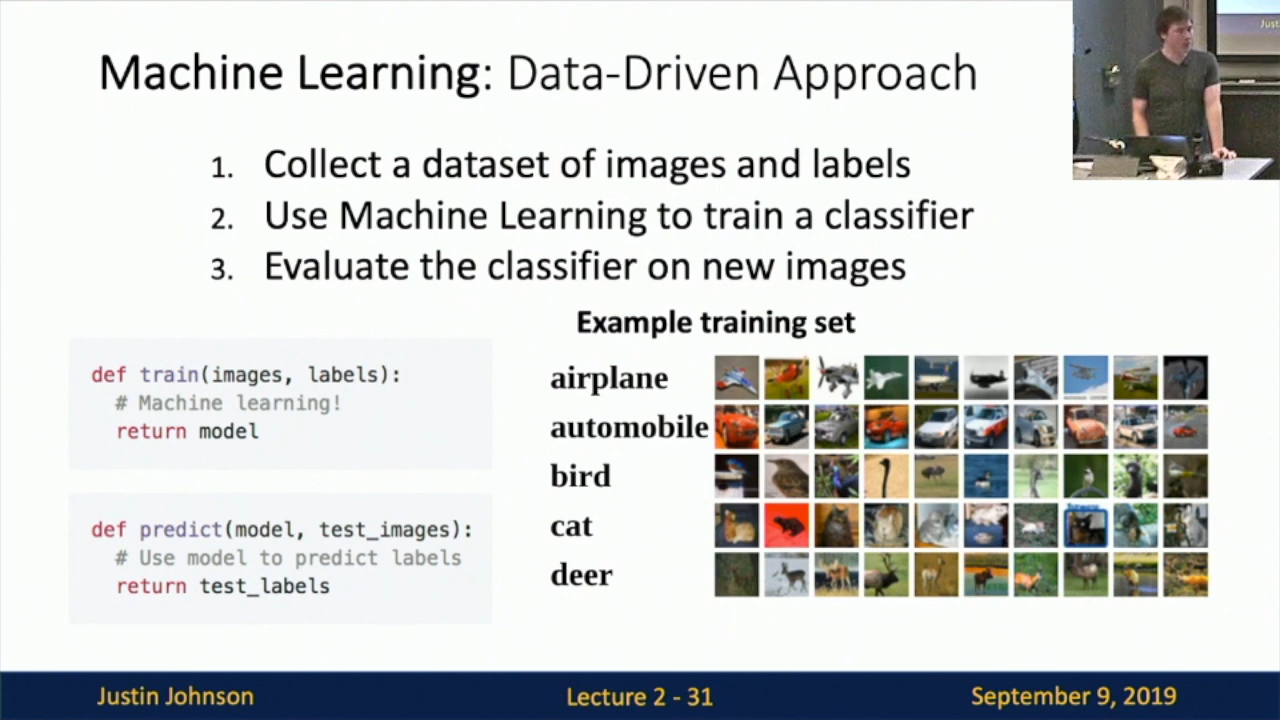 Machine Learning: Data-Driven Approach
1. Collect a dataset of images and labels
2. Use Machine Learning to train a classifier
3. Evaluate the classifier on new images
def train(images, labels):
# Machine learning!
return model
def predict(model, test_images):
# Use model to predict labels
return test_labels
Example training set
airplane
automobile
bird
cat
deer
Justin Johnson
Lecture 2 - 31
September 9, 2019